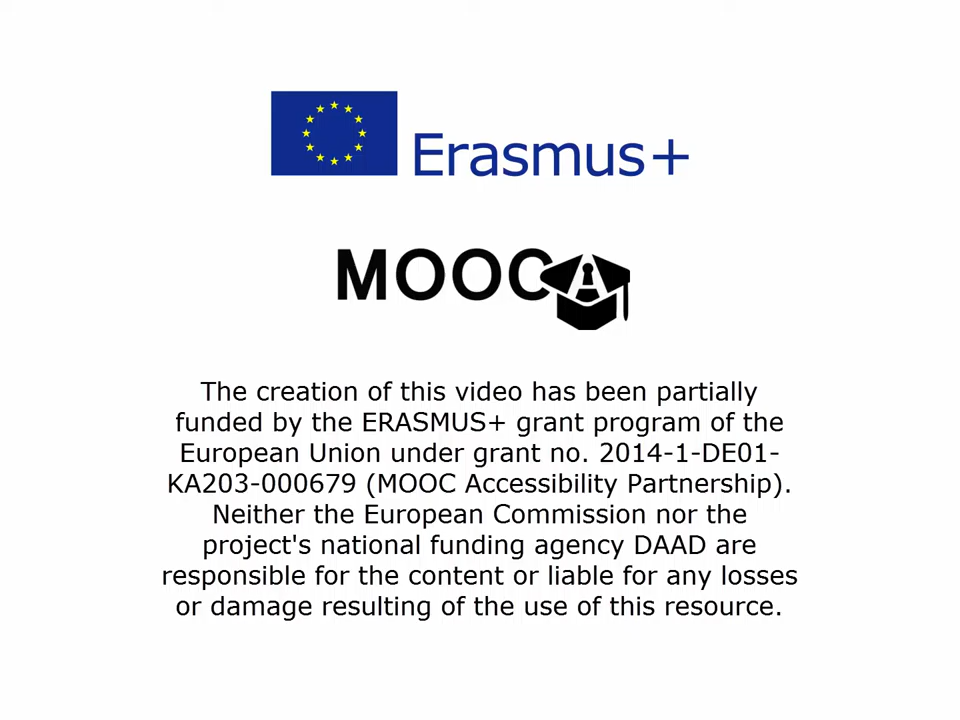 Erasmus+
MOOCA
The creation of this video has been partially
funded by the ERASMUS+ grant program of the
European Union under grant no. 2014-1-DE01-
KA203-000679 (MOOC Accessibility Partnership).
Neither the European Commission nor the
project's national funding agency DAAD are
responsible for the content or liable for any losses
or damage resulting of the use of this resource.